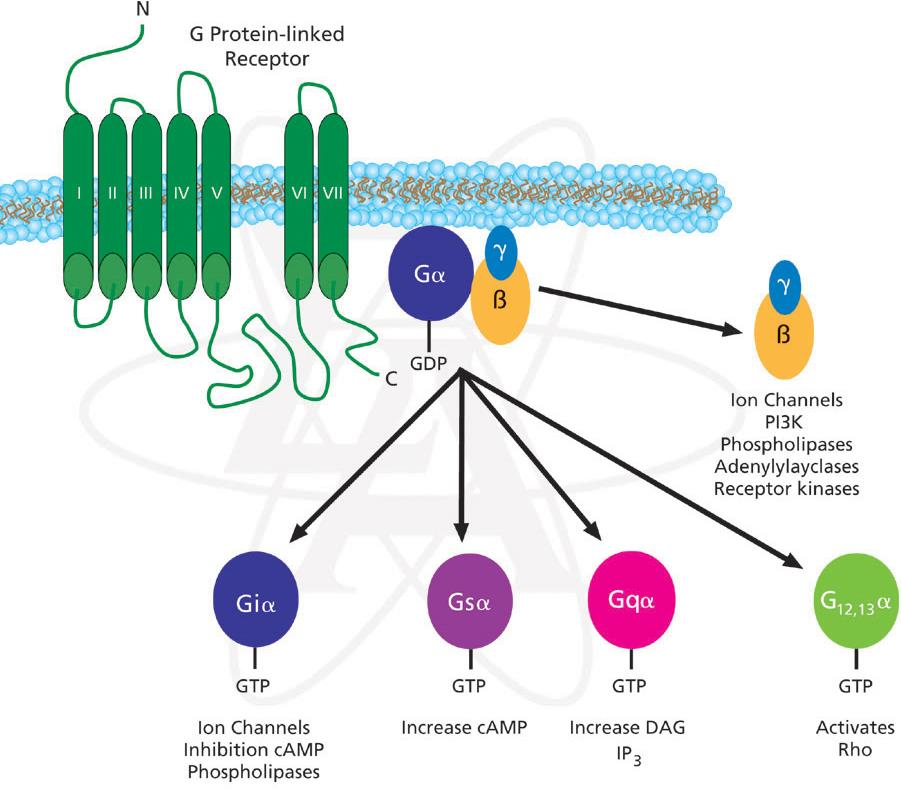 N
G Protein-linked
Receptor
I II III IV V VI VII
Gα
γ
ß
GDP
C
γ
ß
Ion Channels
PI3K
Phospholipases
Adenylylayclases
Receptor kinases
Giα
Gsα
Gqα
G12,13α
GTP
GTP
GTP
GTP
Ion Channels
Inhibition cAMP
Phospholipases
Increase cAMP
Increase DAG
IP3
Activates
Rho